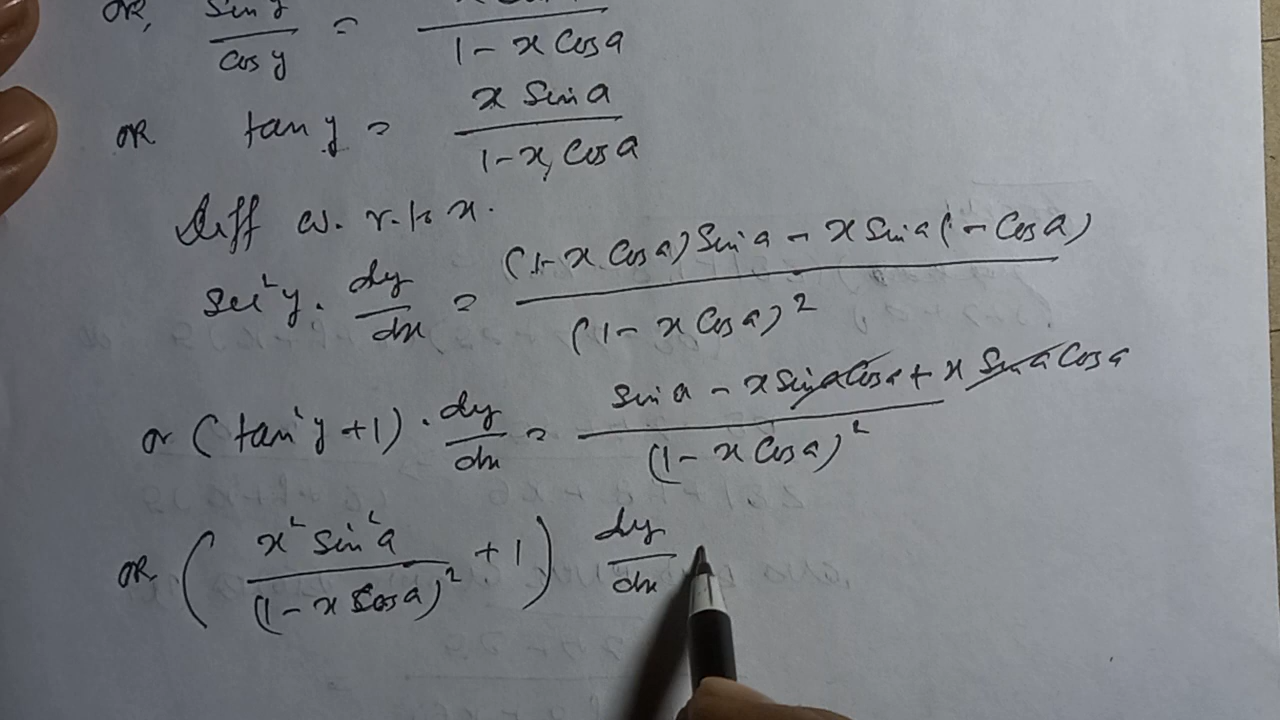 OR, sin y / cos y = / 1 - x Cos a
OR tan y = x Sin a / 1 - x Cos a
diff w. r. to x.
sec²y . dy/dx = (1 - x Cos a) Sin a - x Sin a (- Cos a) / (1 - x Cos a)²
or (tan²y + 1) . dy/dx = Sin a - x Sin a Cos a + x Sin a Cos a / (1 - x Cos a)²
OR (x² Sin²a / (1 - x Cos a)² + 1) dy/dx